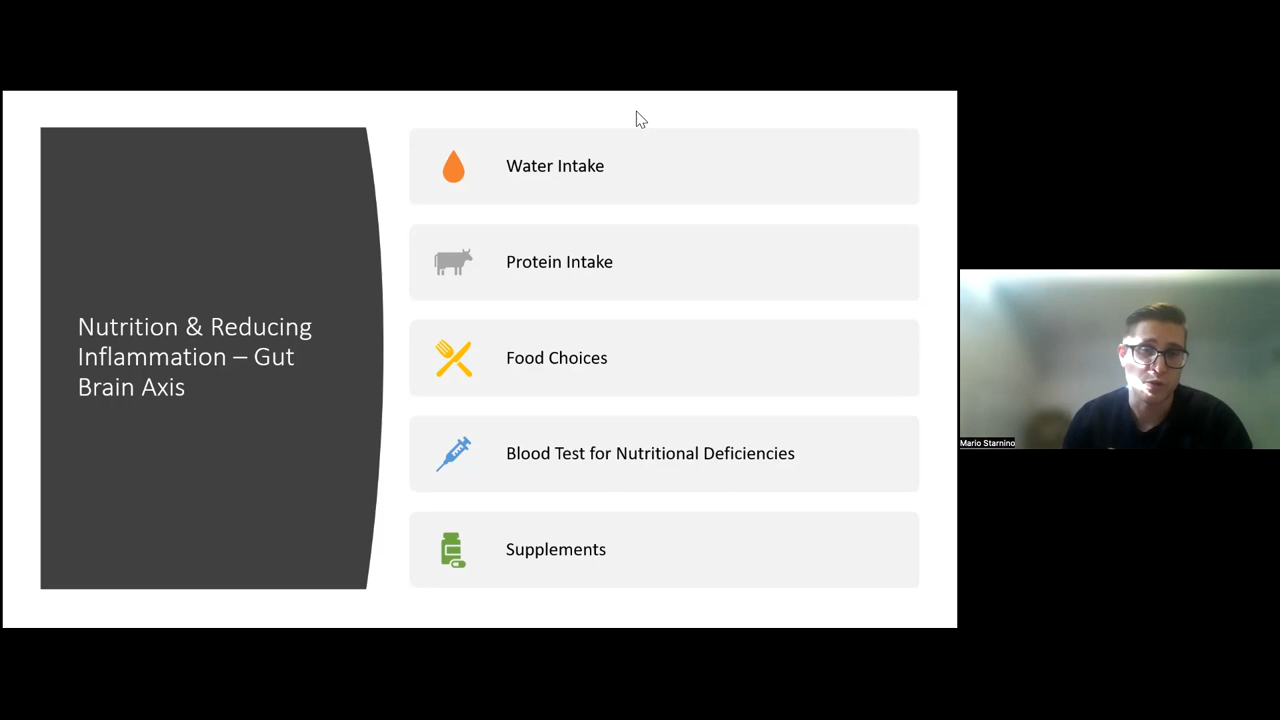 Nutrition & Reducing
Inflammation – Gut
Brain Axis
Water Intake
Protein Intake
Food Choices
Blood Test for Nutritional Deficiencies
Supplements
Mario Starnino